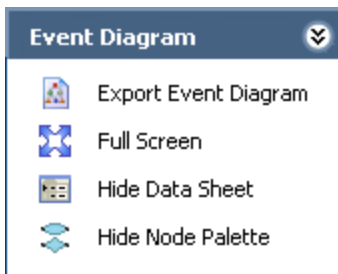 Event Diagram
Export Event Diagram
Full Screen
Hide Data Sheet
Hide Node Palette